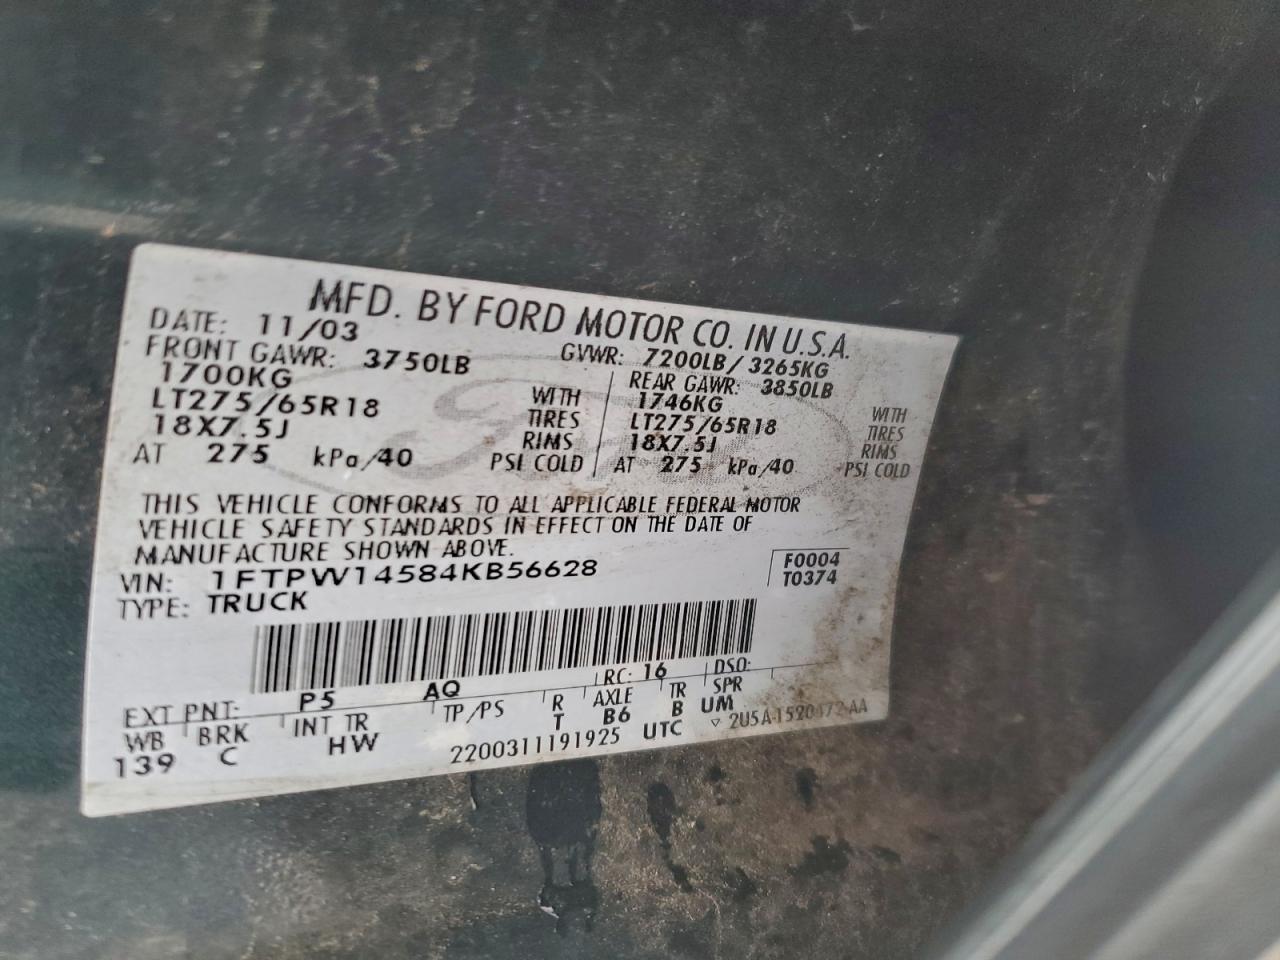 MFD. BY FORD MOTOR CO. IN U.S.A.
DATE: 11/03 GVWR: 7200LB/3265KG
FRONT GAWR: 3750LB REAR GAWR: 3850LB
1700KG WITH 1746KG WITH
LT275/65R18 TIRES LT275/65R18 TIRES
18X7.5J RIMS 18X7.5J RIMS
AT 275 kPa/40 PSI COLD AT 275 kPa/40 PSI COLD
THIS VEHICLE CONFORMS TO ALL APPLICABLE FEDERAL MOTOR
VEHICLE SAFETY STANDARDS IN EFFECT ON THE DATE OF
MANUFACTURE SHOWN ABOVE.
VIN: 1FTPW14584KB56628 F0004
TYPE: TRUCK T0374
EXT PNT: P5 AQ RC: 16 DSO:
WB BRK INT TR TP/PS R AXLE TR SPR
139 C HW T B6 B UM
2200311191925 UTC ▽ 2U5A-1520472-AA